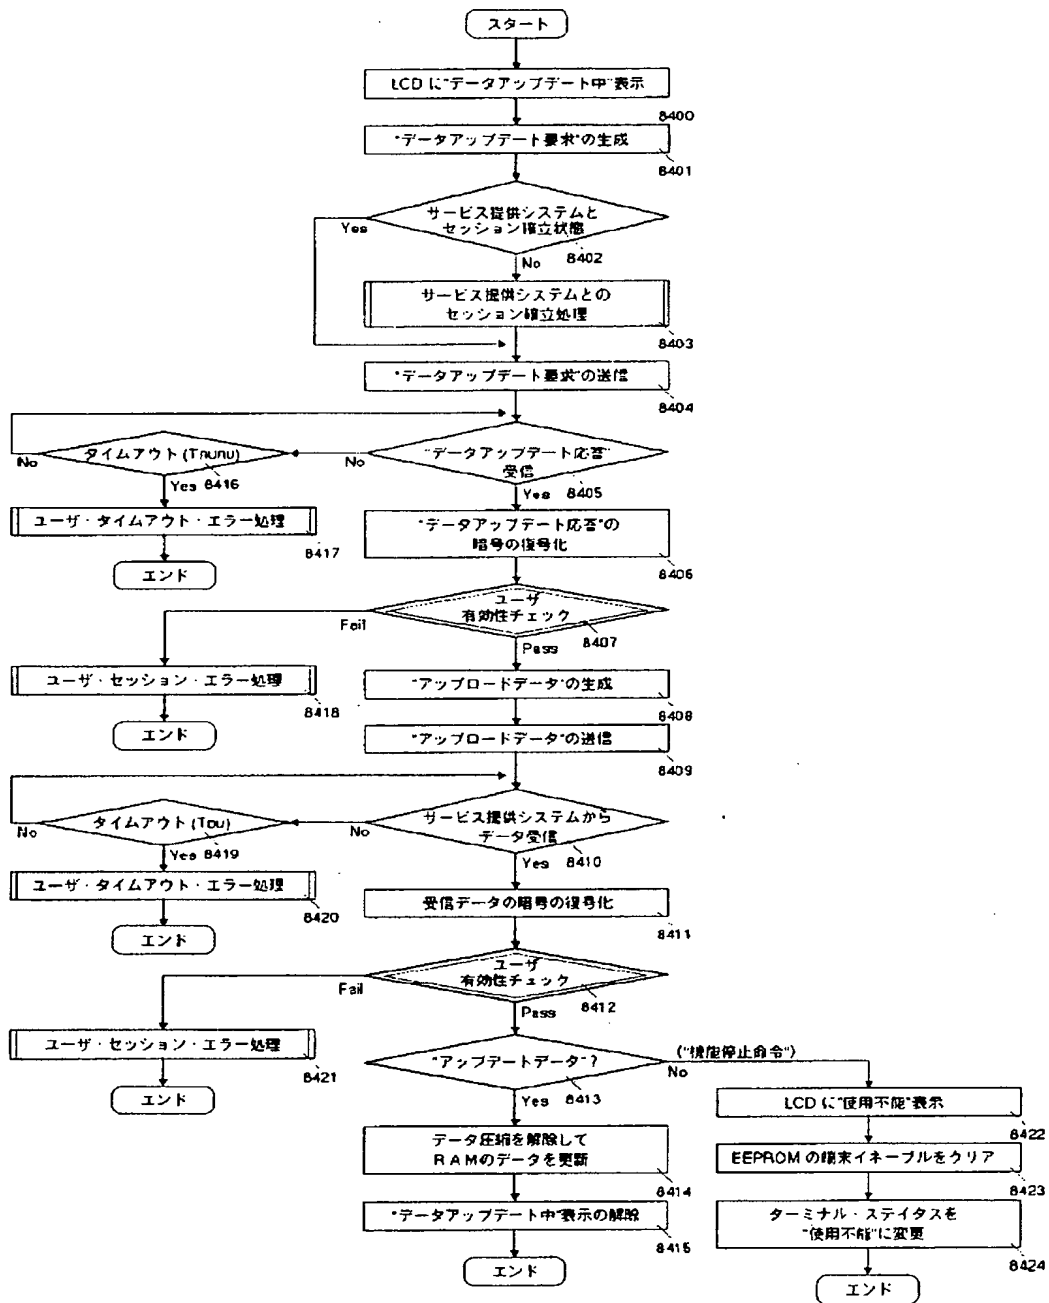 スタート
LCDに"データアップデート中"表示
8400
"データアップデート要求"の生成
8401
サービス提供システムと
セッション確立状態
8402
Yes
No
サービス提供システムとの
セッション確立処理
8403
"データアップデート要求"の送信
8404
"データアップデート応答"
受信
8405
No
Yes
タイムアウト(TDURU)
8416
No
Yes
ユーザ・タイムアウト・エラー処理
8417
エンド
"データアップデート応答"の
暗号の復号化
8406
ユーザ
有効性チェック
8407
Fail
Pass
ユーザ・セッション・エラー処理
8418
エンド
"アップロードデータ"の生成
8408
"アップロードデータ"の送信
8409
サービス提供システムから
データ受信
8410
No
Yes
タイムアウト(TDU)
8419
No
Yes
ユーザ・タイムアウト・エラー処理
8420
エンド
受信データの暗号の復号化
8411
ユーザ
有効性チェック
8412
Fail
Pass
ユーザ・セッション・エラー処理
8421
エンド
"アップデートデータ"?
8413
Yes
("機能停止命令")
No
データ圧縮を解除して
RAMのデータを更新
8414
"データアップデート中"表示の解除
8415
エンド
LCDに"使用不能"表示
8422
EEPROMの端末イネーブルをクリア
8423
ターミナル・ステイタスを
"使用不能"に変更
8424
エンド